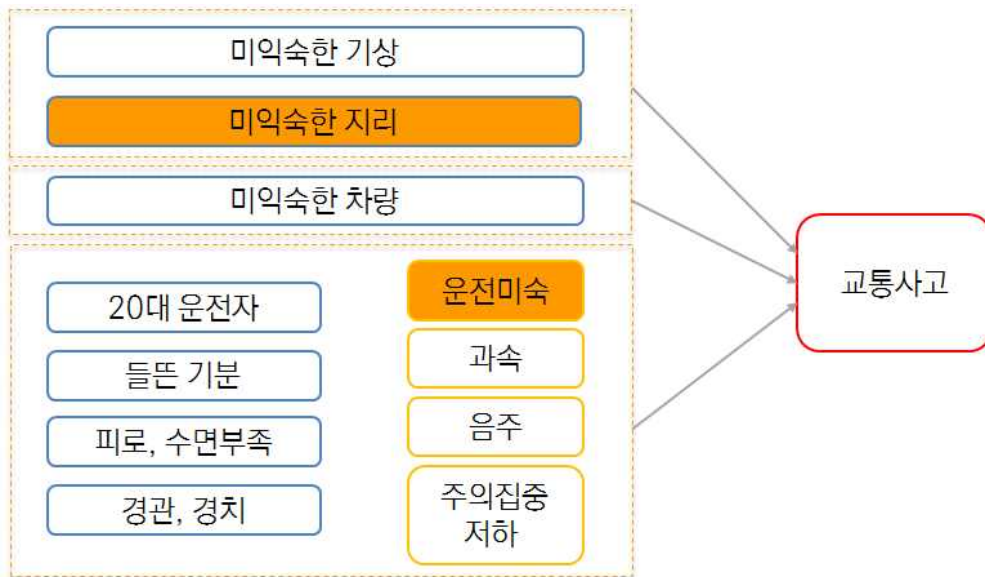 미익숙한 기상
미익숙한 지리
미익숙한 차량
20대 운전자
들뜬 기분
피로, 수면부족
경관, 경치
운전미숙
과속
음주
주의집중
저하
교통사고